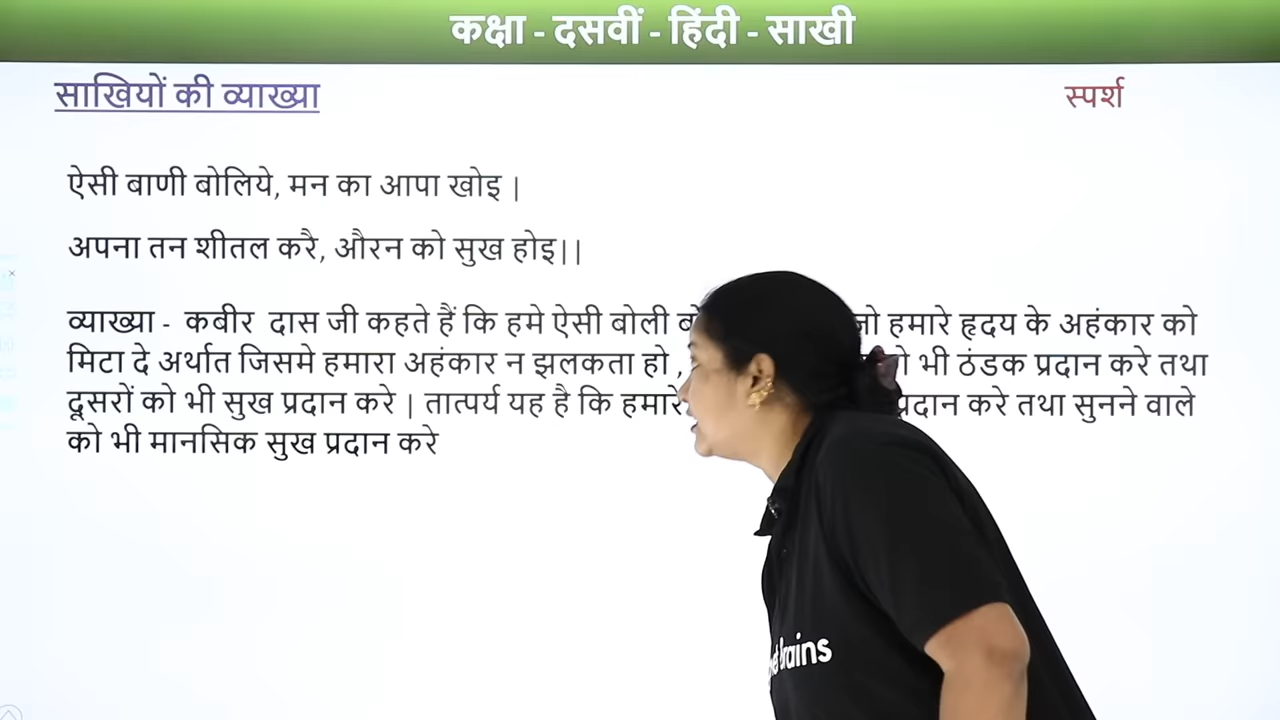 कक्षा - दसवीं - हिंदी - साखी
साखियों की व्याख्या
स्पर्श
ऐसी बाणी बोलिये, मन का आपा खोइ |
अपना तन शीतल करै, औरन को सुख होइ||
व्याख्या - कबीर दास जी कहते हैं कि हमे ऐसी बोली हमारे हृदय के अहंकार को
मिटा दे अर्थात जिसमे हमारा अहंकार न झलकता हो , भी ठंडक प्रदान करे तथा
दूसरों को भी सुख प्रदान करे | तात्पर्य यह है कि हमारे प्रदान करे तथा सुनने वाले
को भी मानसिक सुख प्रदान करे